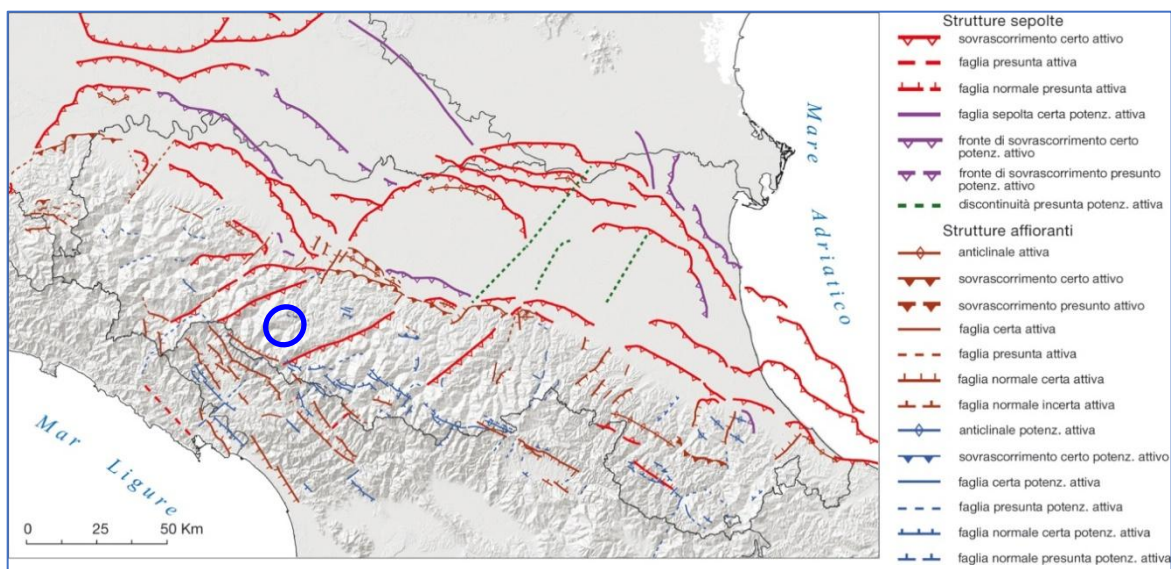 Mare
Adriatico
Mar Ligure
0 25 50 Km
Strutture sepolte
sovrascorrimento certo attivo
faglia presunta attiva
faglia normale presunta attiva
faglia sepolta certa potenz. attiva
fronte di sovrascorrimento certo
potenz. attivo
fronte di sovrascorrimento presunto
potenz. attivo
discontinuità presunta potenz. attiva
Strutture affioranti
anticlinale attiva
sovrascorrimento certo attivo
sovrascorrimento presunto attivo
faglia certa attiva
faglia presunta attiva
faglia normale certa attiva
faglia normale incerta attiva
anticlinale potenz. attiva
sovrascorrimento certo potenz. attivo
faglia certa potenz. attiva
faglia presunta potenz. attiva
faglia normale certa potenz. attiva
faglia normale presunta potenz. attiva